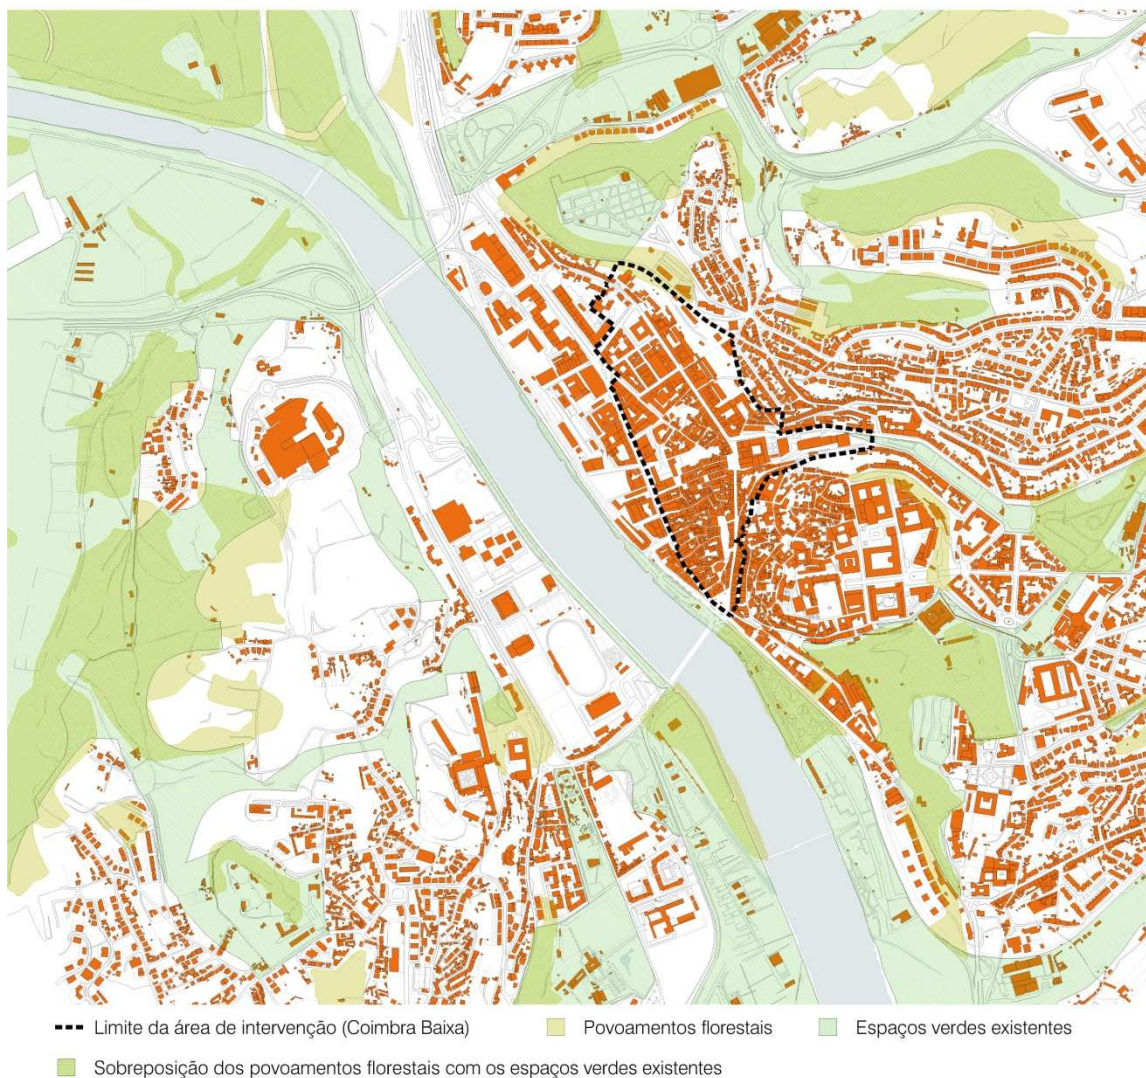 Limite da área de intervenção (Coimbra Baixa)
Povoamentos florestais
Espaços verdes existentes
Sobreposição dos povoamentos florestais com os espaços verdes existentes